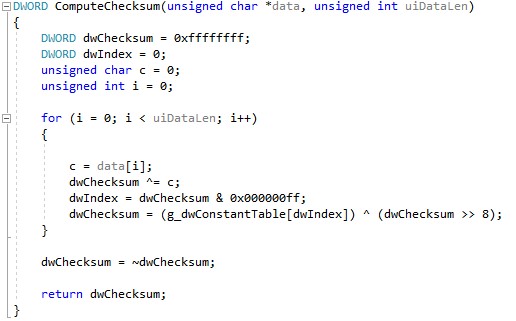 DWORD ComputeChecksum(unsigned char *data, unsigned int uiDataLen)
{
    DWORD dwChecksum = 0xffffffff;
    DWORD dwIndex = 0;
    unsigned char c = 0;
    unsigned int i = 0;

    for (i = 0; i < uiDataLen; i++)
    {

        c = data[i];
        dwChecksum ^= c;
        dwIndex = dwChecksum & 0x000000ff;
        dwChecksum = (g_dwConstantTable[dwIndex]) ^ (dwChecksum >> 8);
    }

    dwChecksum = ~dwChecksum;

    return dwChecksum;
}